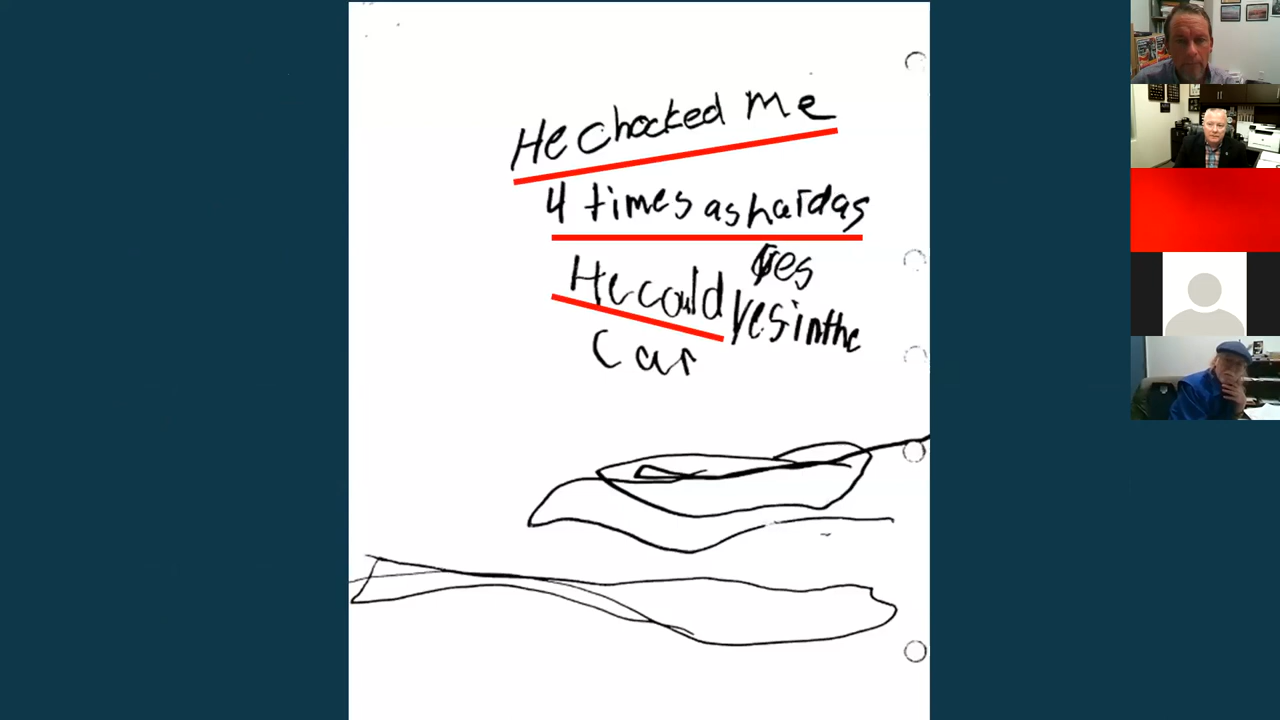 He chocked me
4 times as hard as
He could yes
yes in the
car